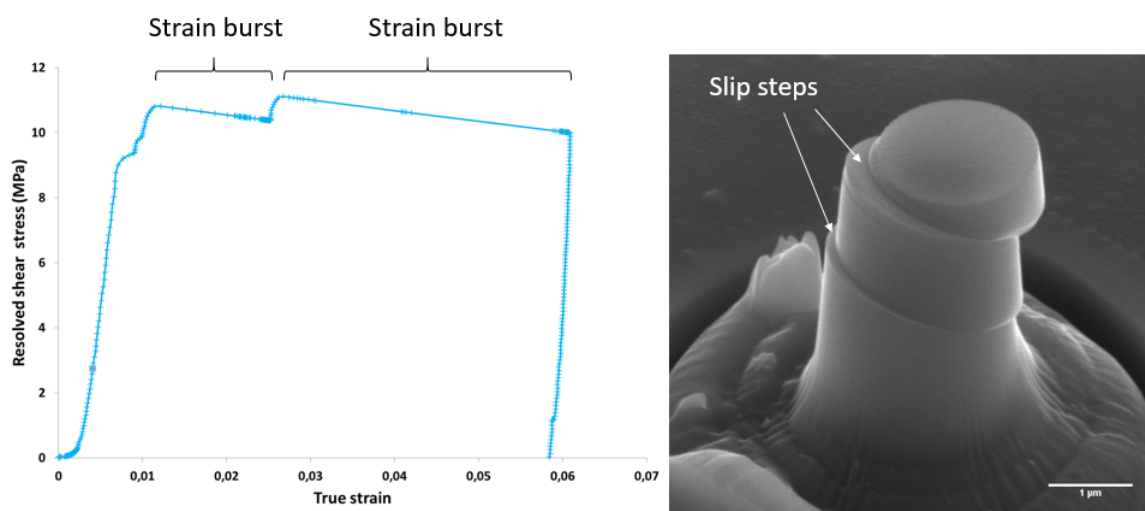 Strain burst
Strain burst
12
10
8
6
4
2
0
0
0,01
0,02
0,03
0,04
0,05
0,06
0,07
Resolved shear stress (MPa)
True strain
Slip steps
1 µm